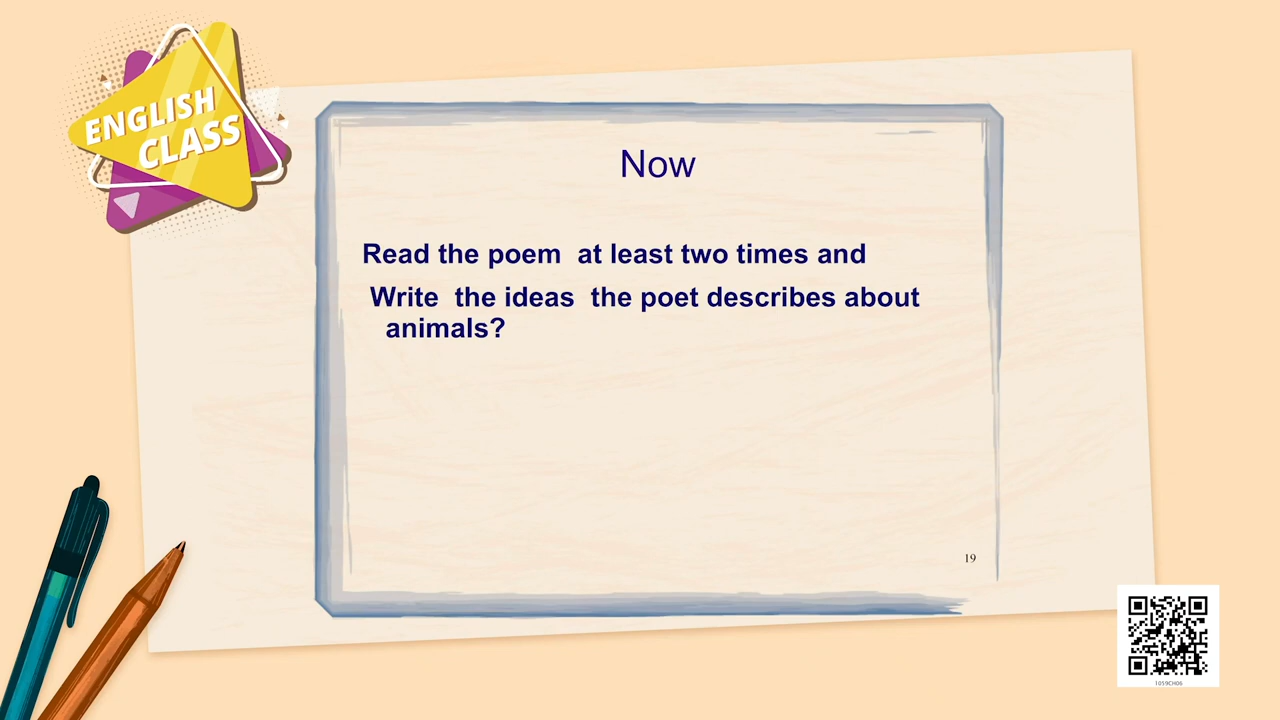 ENGLISH
CLASS
Now
Read the poem at least two times and
Write the ideas the poet describes about
animals?
19
1059CH06